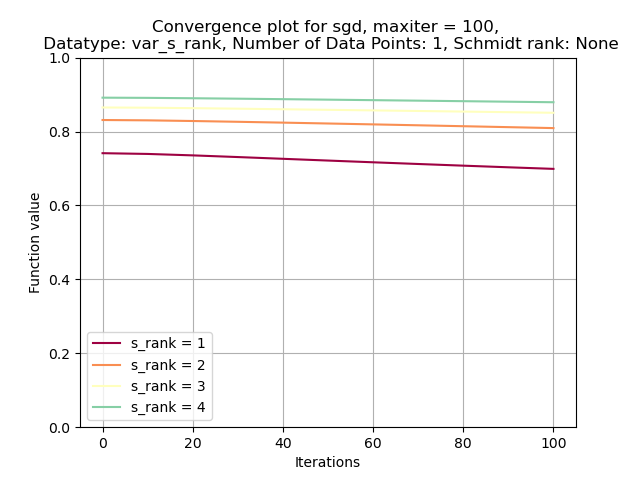 Convergence plot for sgd, maxiter = 100,
Datatype: var_s_rank, Number of Data Points: 1, Schmidt rank: None
1.0
0.8
0.6
0.4
0.2
0.0
Function value
s_rank = 1
s_rank = 2
s_rank = 3
s_rank = 4
0 20 40 60 80 100
Iterations